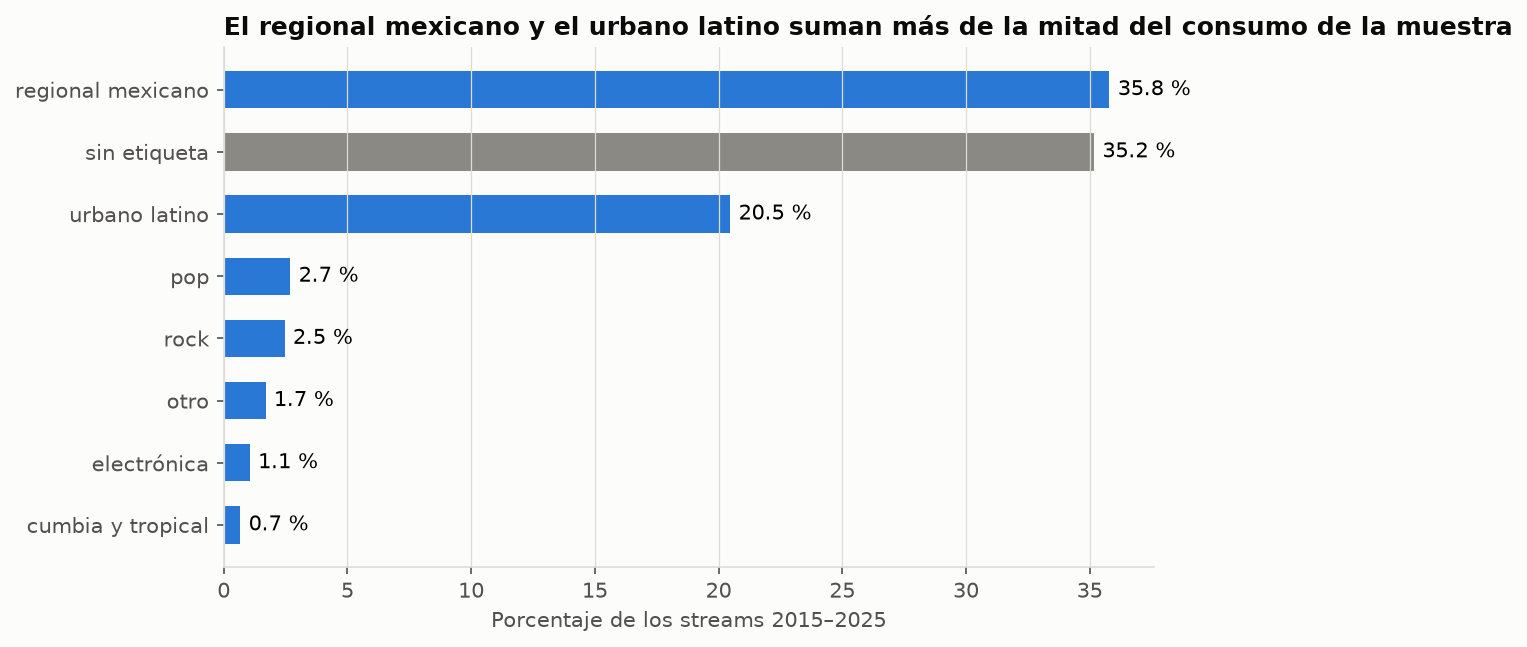 El regional mexicano y el urbano latino suman más de la mitad del consumo de la muestra
regional mexicano 35.8 %
sin etiqueta 35.2 %
urbano latino 20.5 %
pop 2.7 %
rock 2.5 %
otro 1.7 %
electrónica 1.1 %
cumbia y tropical 0.7 %
0 5 10 15 20 25 30 35
Porcentaje de los streams 2015–2025